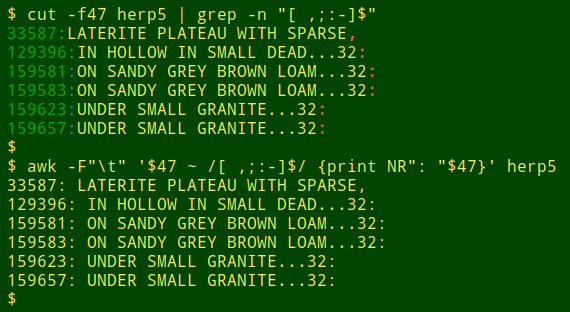 $ cut -f47 herp5 | grep -n "[ ,;:-]$"
33587:LATERITE PLATEAU WITH SPARSE,
129396:IN HOLLOW IN SMALL DEAD...32:
159581:ON SANDY GREY BROWN LOAM...32:
159583:ON SANDY GREY BROWN LOAM...32:
159623:UNDER SMALL GRANITE...32:
159657:UNDER SMALL GRANITE...32:
$
$ awk -F"\t" '$47 ~ /[ ,;:-]$/ {print NR": "$47}' herp5
33587: LATERITE PLATEAU WITH SPARSE,
129396: IN HOLLOW IN SMALL DEAD...32:
159581: ON SANDY GREY BROWN LOAM...32:
159583: ON SANDY GREY BROWN LOAM...32:
159623: UNDER SMALL GRANITE...32:
159657: UNDER SMALL GRANITE...32:
$